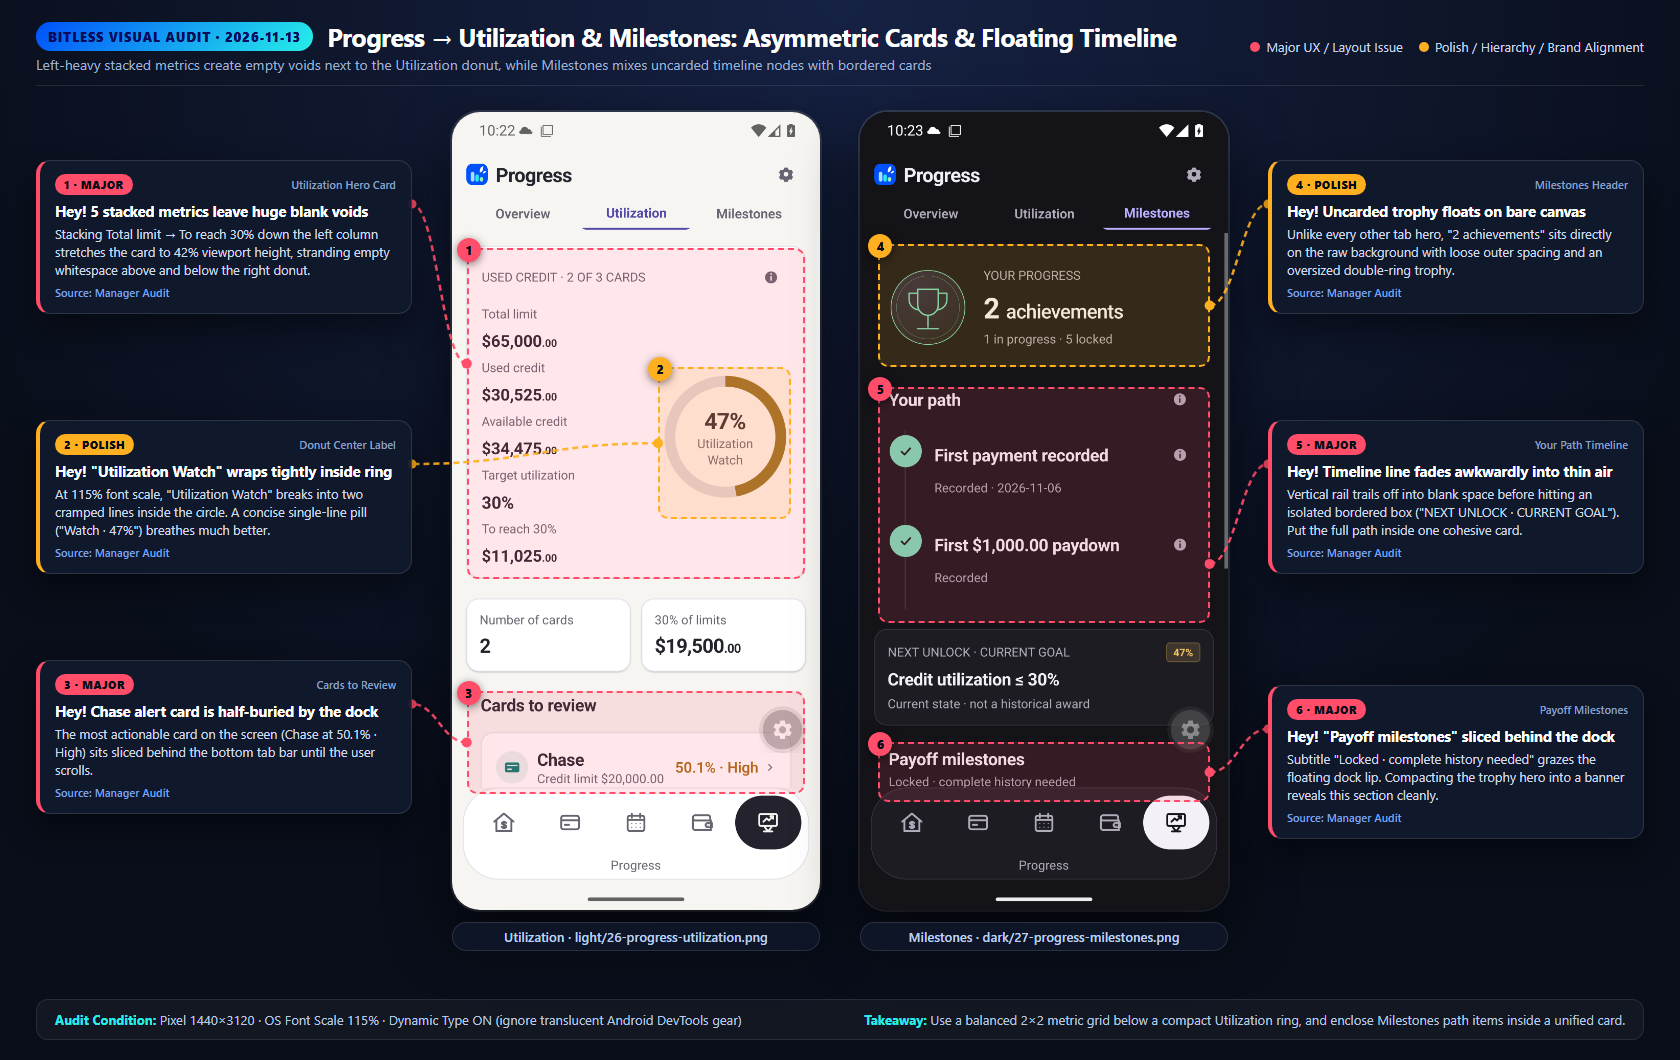 BITLESS VISUAL AUDIT · 2026-11-13
Progress → Utilization & Milestones: Asymmetric Cards & Floating Timeline
Left-heavy stacked metrics create empty voids next to the Utilization donut, while Milestones mixes uncarded timeline nodes with bordered cards
Major UX / Layout Issue
Polish / Hierarchy / Brand Alignment
1 · MAJOR
Utilization Hero Card
Hey! 5 stacked metrics leave huge blank voids
Stacking Total limit → To reach 30% down the left column
stretches the card to 42% viewport height, stranding empty
whitespace above and below the right donut.
Source: Manager Audit
2 · POLISH
Donut Center Label
Hey! "Utilization Watch" wraps tightly inside ring
At 115% font scale, "Utilization Watch" breaks into two
cramped lines inside the circle. A concise single-line pill
("Watch · 47%") breathes much better.
Source: Manager Audit
3 · MAJOR
Cards to Review
Hey! Chase alert card is half-buried by the dock
The most actionable card on the screen (Chase at 50.1% ·
High) sits sliced behind the bottom tab bar until the user
scrolls.
Source: Manager Audit
10:22
Progress
Overview
Utilization
Milestones
1
USED CREDIT · 2 OF 3 CARDS
Total limit
$65,000.00
Used credit
$30,525.00
Available credit
$34,475.00
Target utilization
30%
To reach 30%
$11,025.00
2
47%
Utilization
Watch
Number of cards
2
30% of limits
$19,500.00
3
Cards to review
Chase
Credit limit $20,000.00
50.1% · High
Progress
Utilization · light/26-progress-utilization.png
10:23
Progress
Overview
Utilization
Milestones
4
YOUR PROGRESS
2 achievements
1 in progress · 5 locked
5
Your path
First payment recorded
Recorded · 2026-11-06
First $1,000.00 paydown
Recorded
NEXT UNLOCK · CURRENT GOAL
47%
Credit utilization ≤ 30%
Current state · not a historical award
6
Payoff milestones
Locked · complete history needed
Progress
Milestones · dark/27-progress-milestones.png
4 · POLISH
Milestones Header
Hey! Uncarded trophy floats on bare canvas
Unlike every other tab hero, "2 achievements" sits directly
on the raw background with loose outer spacing and an
oversized double-ring trophy.
Source: Manager Audit
5 · MAJOR
Your Path Timeline
Hey! Timeline line fades awkwardly into thin air
Vertical rail trails off into blank space before hitting an
isolated bordered box ("NEXT UNLOCK · CURRENT GOAL").
Put the full path inside one cohesive card.
Source: Manager Audit
6 · MAJOR
Payoff Milestones
Hey! "Payoff milestones" sliced behind the dock
Subtitle "Locked · complete history needed" grazes the
floating dock lip. Compacting the trophy hero into a banner
reveals this section cleanly.
Source: Manager Audit
Audit Condition: Pixel 1440×3120 · OS Font Scale 115% · Dynamic Type ON (ignore translucent Android DevTools gear)
Takeaway: Use a balanced 2×2 metric grid below a compact Utilization ring, and enclose Milestones path items inside a unified card.